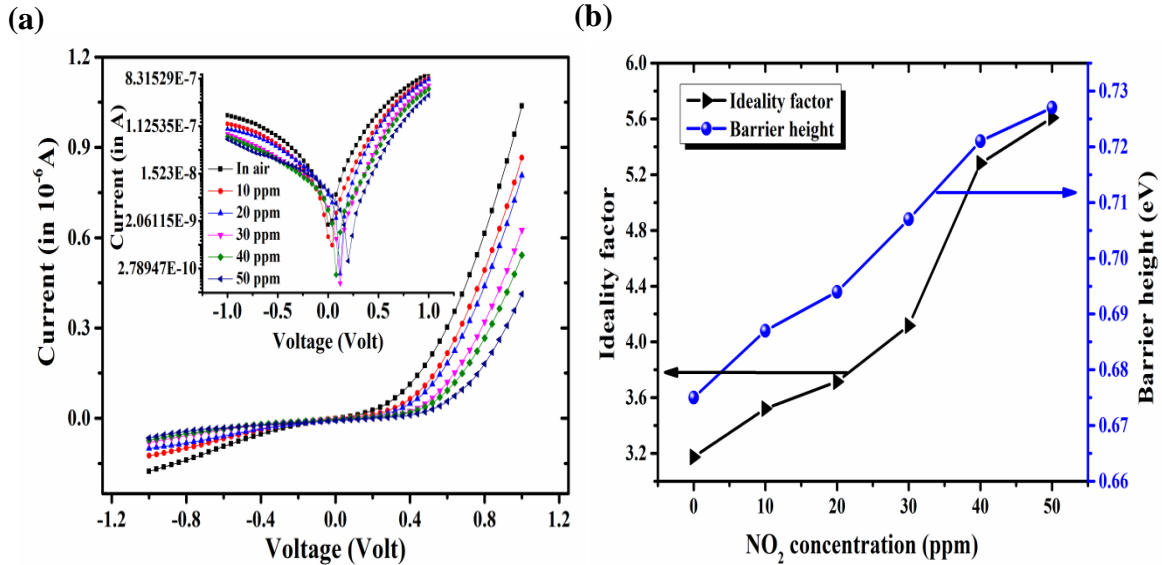 (a)
1.2
0.9
0.6
0.3
0.0
Current (in 10⁻⁶A)
-1.2
-0.8
-0.4
0.0
0.4
0.8
1.2
Voltage (Volt)
8.31529E-7
1.12535E-7
1.523E-8
2.06115E-9
2.78947E-10
Current (in A)
In air
10 ppm
20 ppm
30 ppm
40 ppm
50 ppm
-1.0
-0.5
0.0
0.5
1.0
Voltage (Volt)
(b)
6.0
5.6
5.2
4.8
4.4
4.0
3.6
3.2
Ideality factor
Ideality factor
Barrier height
0.73
0.72
0.71
0.70
0.69
0.68
0.67
0.66
Barrier height (eV)
0
10
20
30
40
50
NO₂ concentration (ppm)